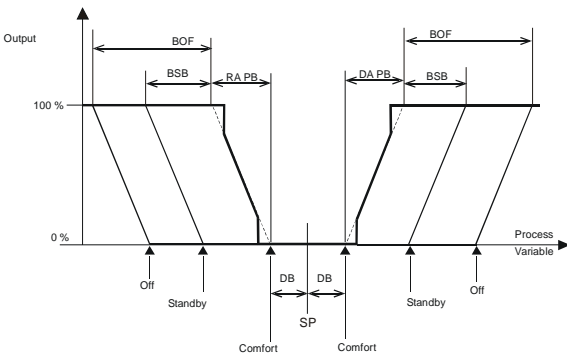 Output
BOF
BOF
BSB
RA PB
DA PB
BSB
100 %
0 %
Process
Variable
Off
Standby
DB
DB
Standby
Off
SP
Comfort
Comfort